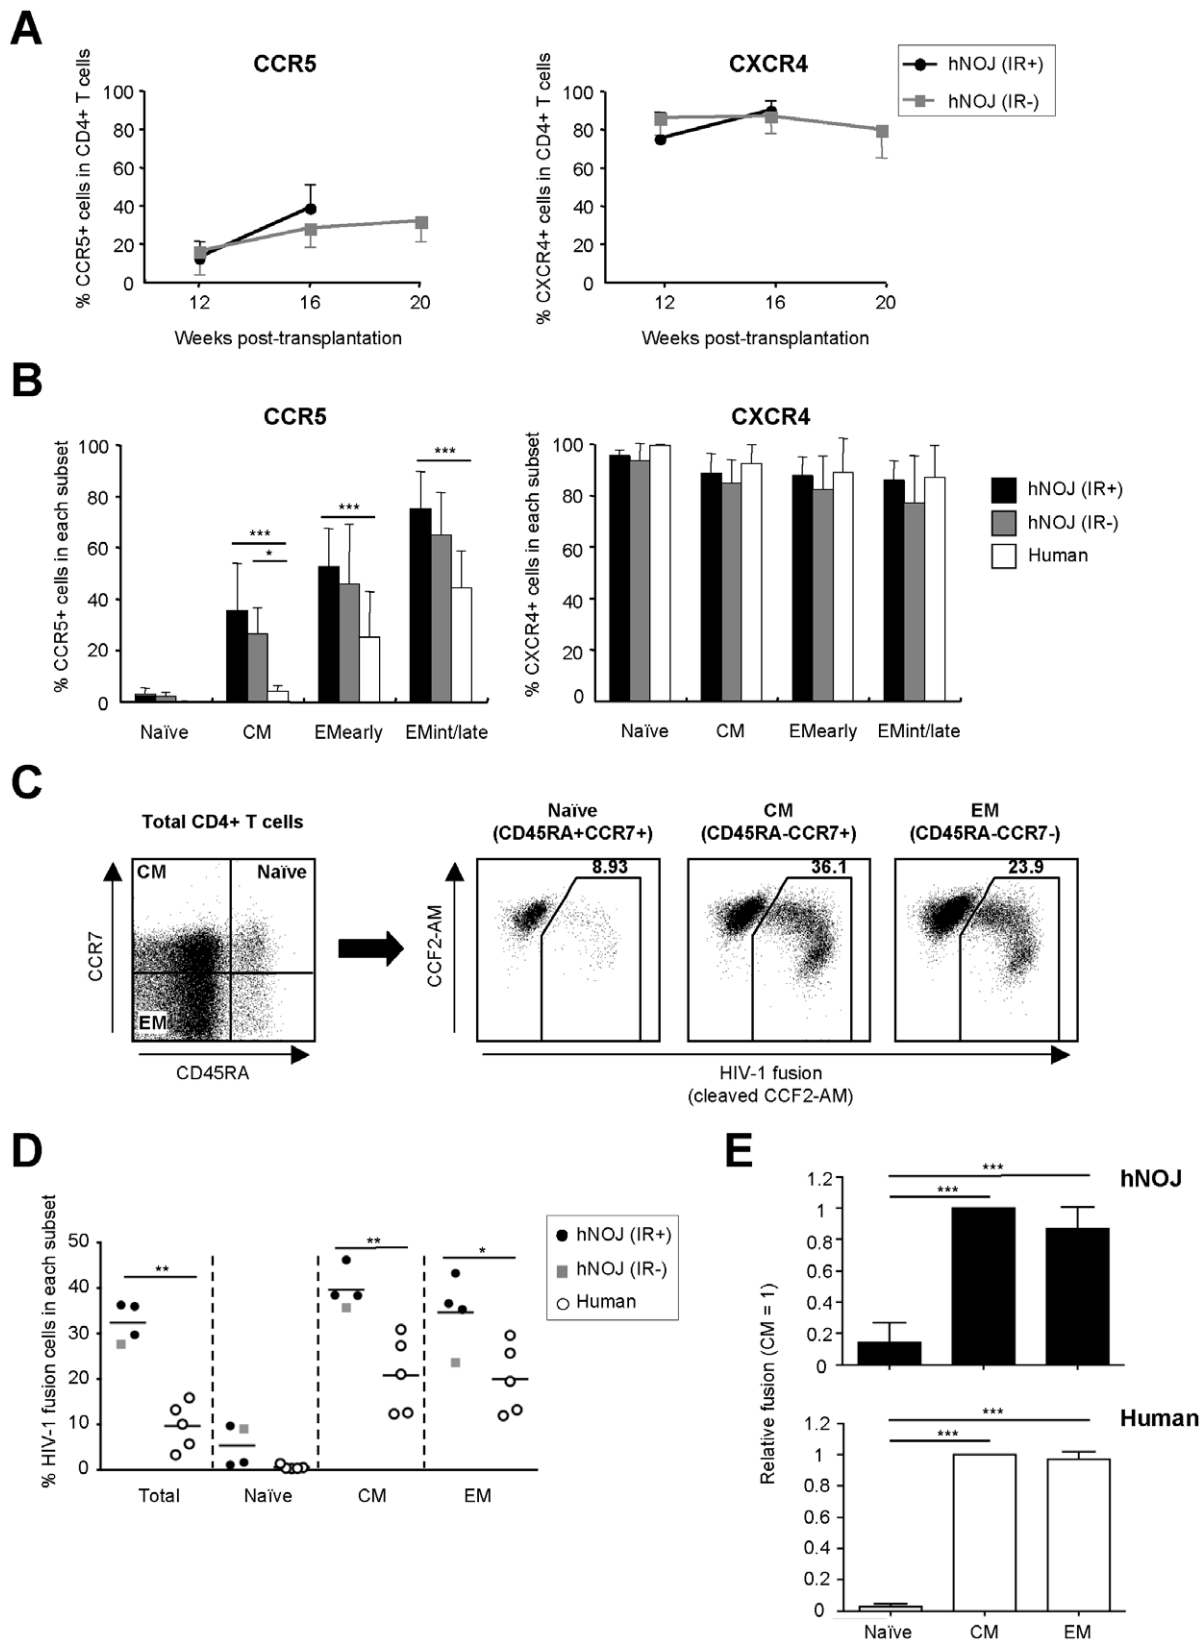 A
CCR5
CXCR4
hNOJ (IR+)
hNOJ (IR-)
% CCR5+ cells in CD4+ T cells
100
80
60
40
20
0
12
16
20
Weeks post-transplantation
% CXCR4+ cells in CD4+ T cells
100
80
60
40
20
0
12
16
20
Weeks post-transplantation
B
CCR5
CXCR4
% CCR5+ cells in each subset
100
80
60
40
20
0
***
*
***
***
Naïve
CM
EMearly
EMint/late
% CXCR4+ cells in each subset
100
80
60
40
20
0
Naïve
CM
EMearly
EMint/late
hNOJ (IR+)
hNOJ (IR-)
Human
C
Total CD4+ T cells
CM
Naïve
EM
CCR7
CD45RA
Naïve
(CD45RA+CCR7+)
8.93
CM
(CD45RA-CCR7+)
36.1
EM
(CD45RA-CCR7-)
23.9
CCF2-AM
HIV-1 fusion
(cleaved CCF2-AM)
D
% HIV-1 fusion cells in each subset
50
40
30
20
10
0
**
**
*
Total
Naïve
CM
EM
hNOJ (IR+)
hNOJ (IR-)
Human
E
Relative fusion (CM = 1)
hNOJ
1.2
1
0.8
0.6
0.4
0.2
0
***
***
Human
1.2
1
0.8
0.6
0.4
0.2
0
***
***
Naïve
CM
EM